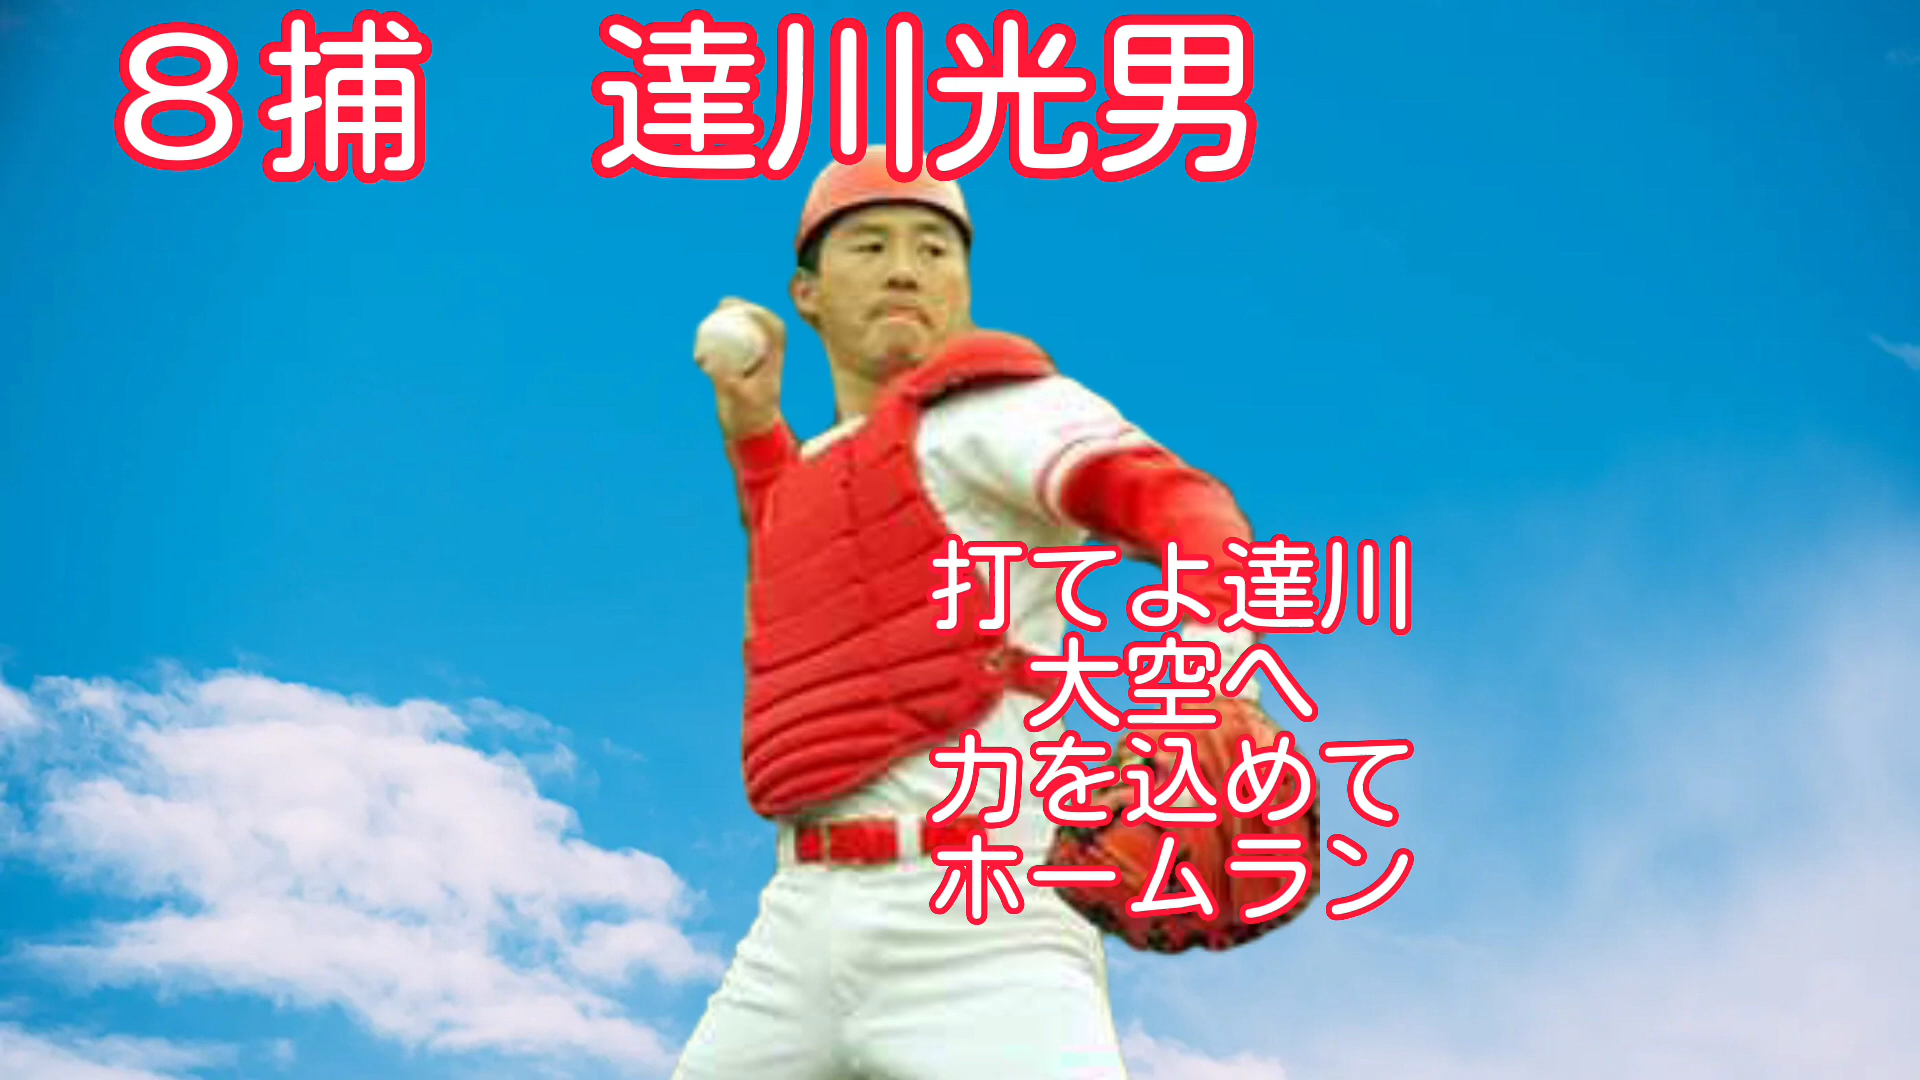 ８捕　達川光男
打てよ達川
大空へ
力を込めて
ホームラン